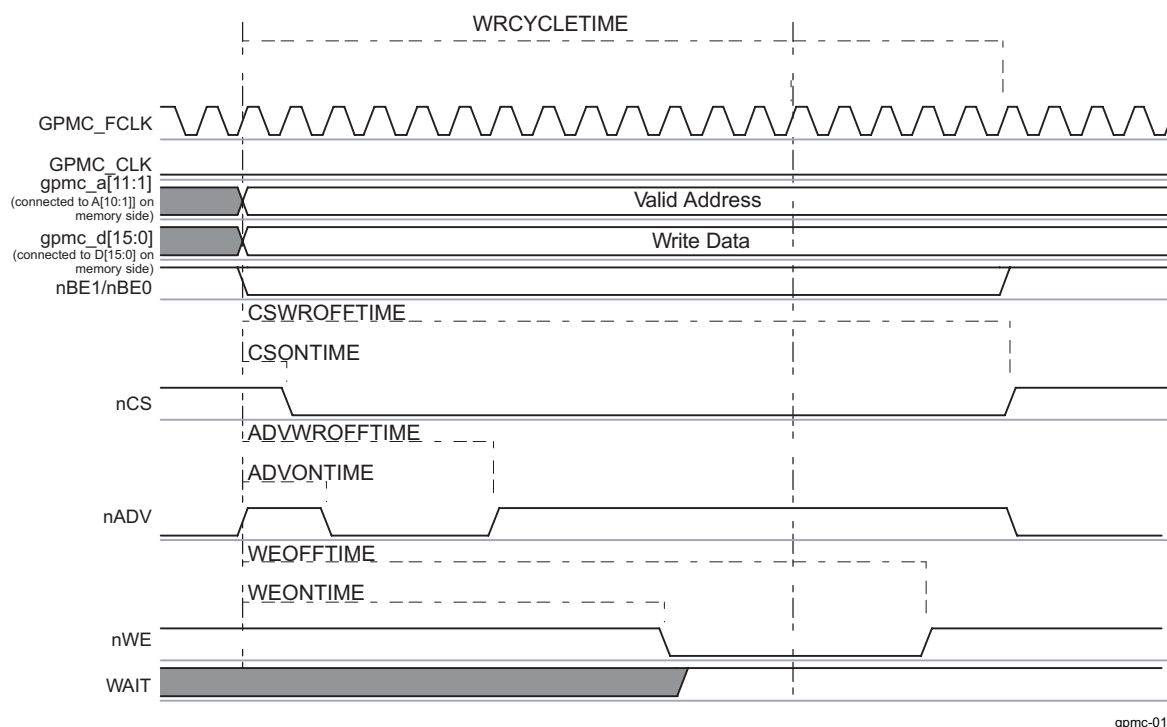 WRCYCLETIME
GPMC_FCLK
GPMC_CLK
gpmc_a[11:1]
(connected to A[10:1]] on
memory side)
Valid Address
gpmc_d[15:0]
(connected to D[15:0] on
memory side)
Write Data
nBE1/nBE0
CSWROFFTIME
CSONTIME
nCS
ADVWROFFTIME
ADVONTIME
nADV
WEOFFTIME
WEONTIME
nWE
WAIT
gpmc-01